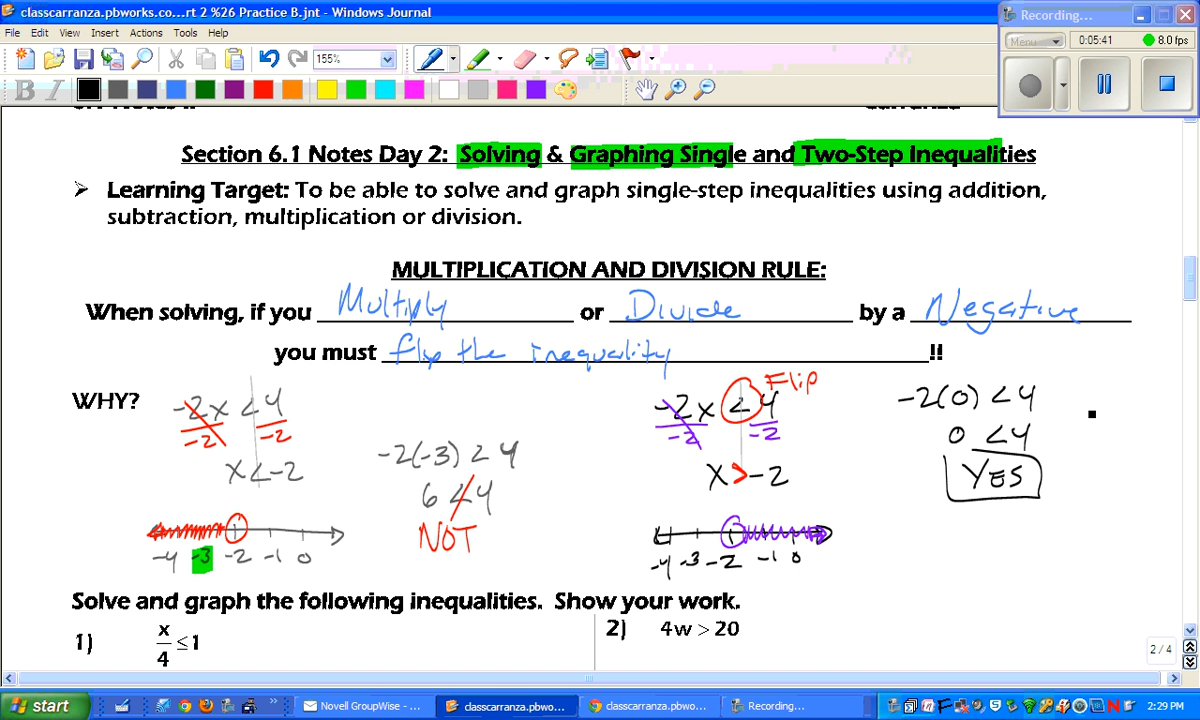 classcarranza.pbworks.co...rt 2 %26 Practice B.jnt - Windows Journal
Recording...
File Edit View Insert Actions Tools Help
Menu 0:05:41 8.0 fps
155%
B I
Section 6.1 Notes Day 2: Solving & Graphing Single and Two-Step Inequalities
Learning Target: To be able to solve and graph single-step inequalities using addition,
subtraction, multiplication or division.
MULTIPLICATION AND DIVISION RULE:
When solving, if you Multiply or Divide by a Negative
you must flip the inequality!!
WHY?
-2x < 4
-2 -2
x < -2
-4 -3 -2 -1 0
-2(-3) < 4
6 < 4
NOT
Flip
-2x < 4
-2 -2
x > -2
-4 -3 -2 -1 0
-2(0) < 4
0 < 4
YES
Solve and graph the following inequalities. Show your work.
1) x/4 ≤ 1
2) 4w > 20
2 / 4
start
Novell GroupWise - ...
classcarranza.pbwo...
classcarranza.pbwo...
Recording...
2:29 PM